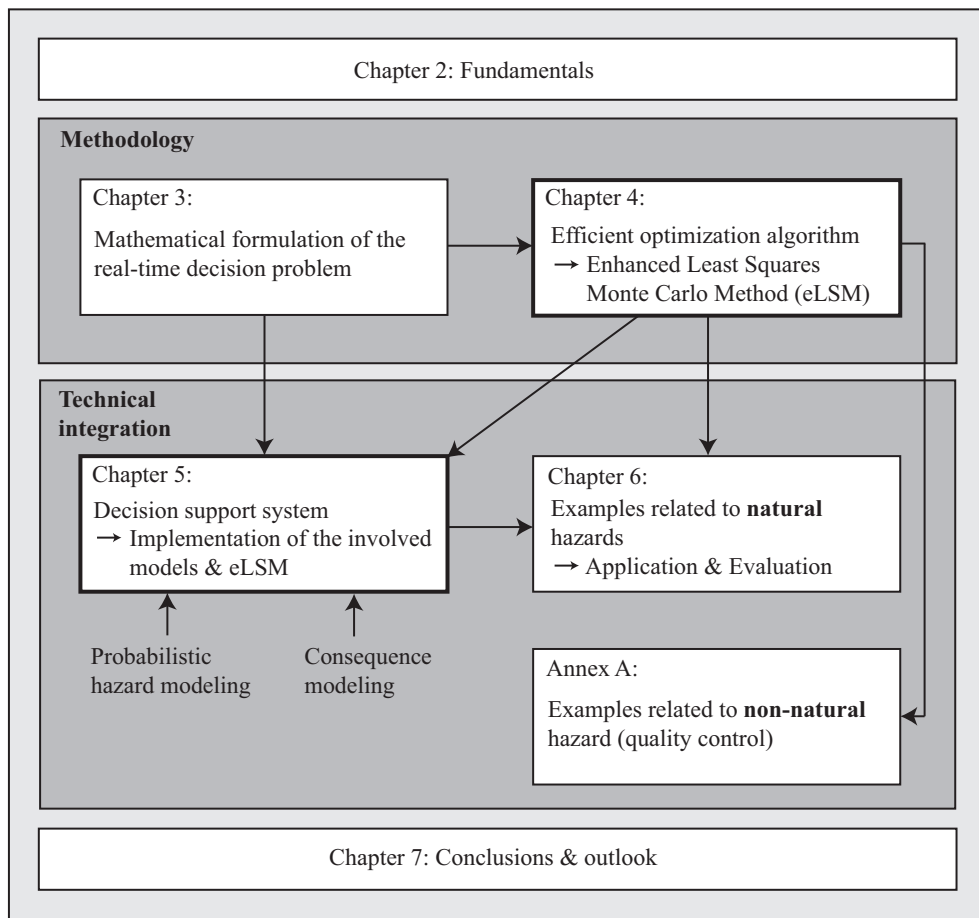 Chapter 2: Fundamentals
Methodology
Chapter 3:
Mathematical formulation of the
real-time decision problem
Chapter 4:
Efficient optimization algorithm
→ Enhanced Least Squares
Monte Carlo Method (eLSM)
Technical
integration
Chapter 5:
Decision support system
→ Implementation of the involved
models & eLSM
Probabilistic
hazard modeling
Consequence
modeling
Chapter 6:
Examples related to natural
hazards
→ Application & Evaluation
Annex A:
Examples related to non-natural
hazard (quality control)
Chapter 7: Conclusions & outlook